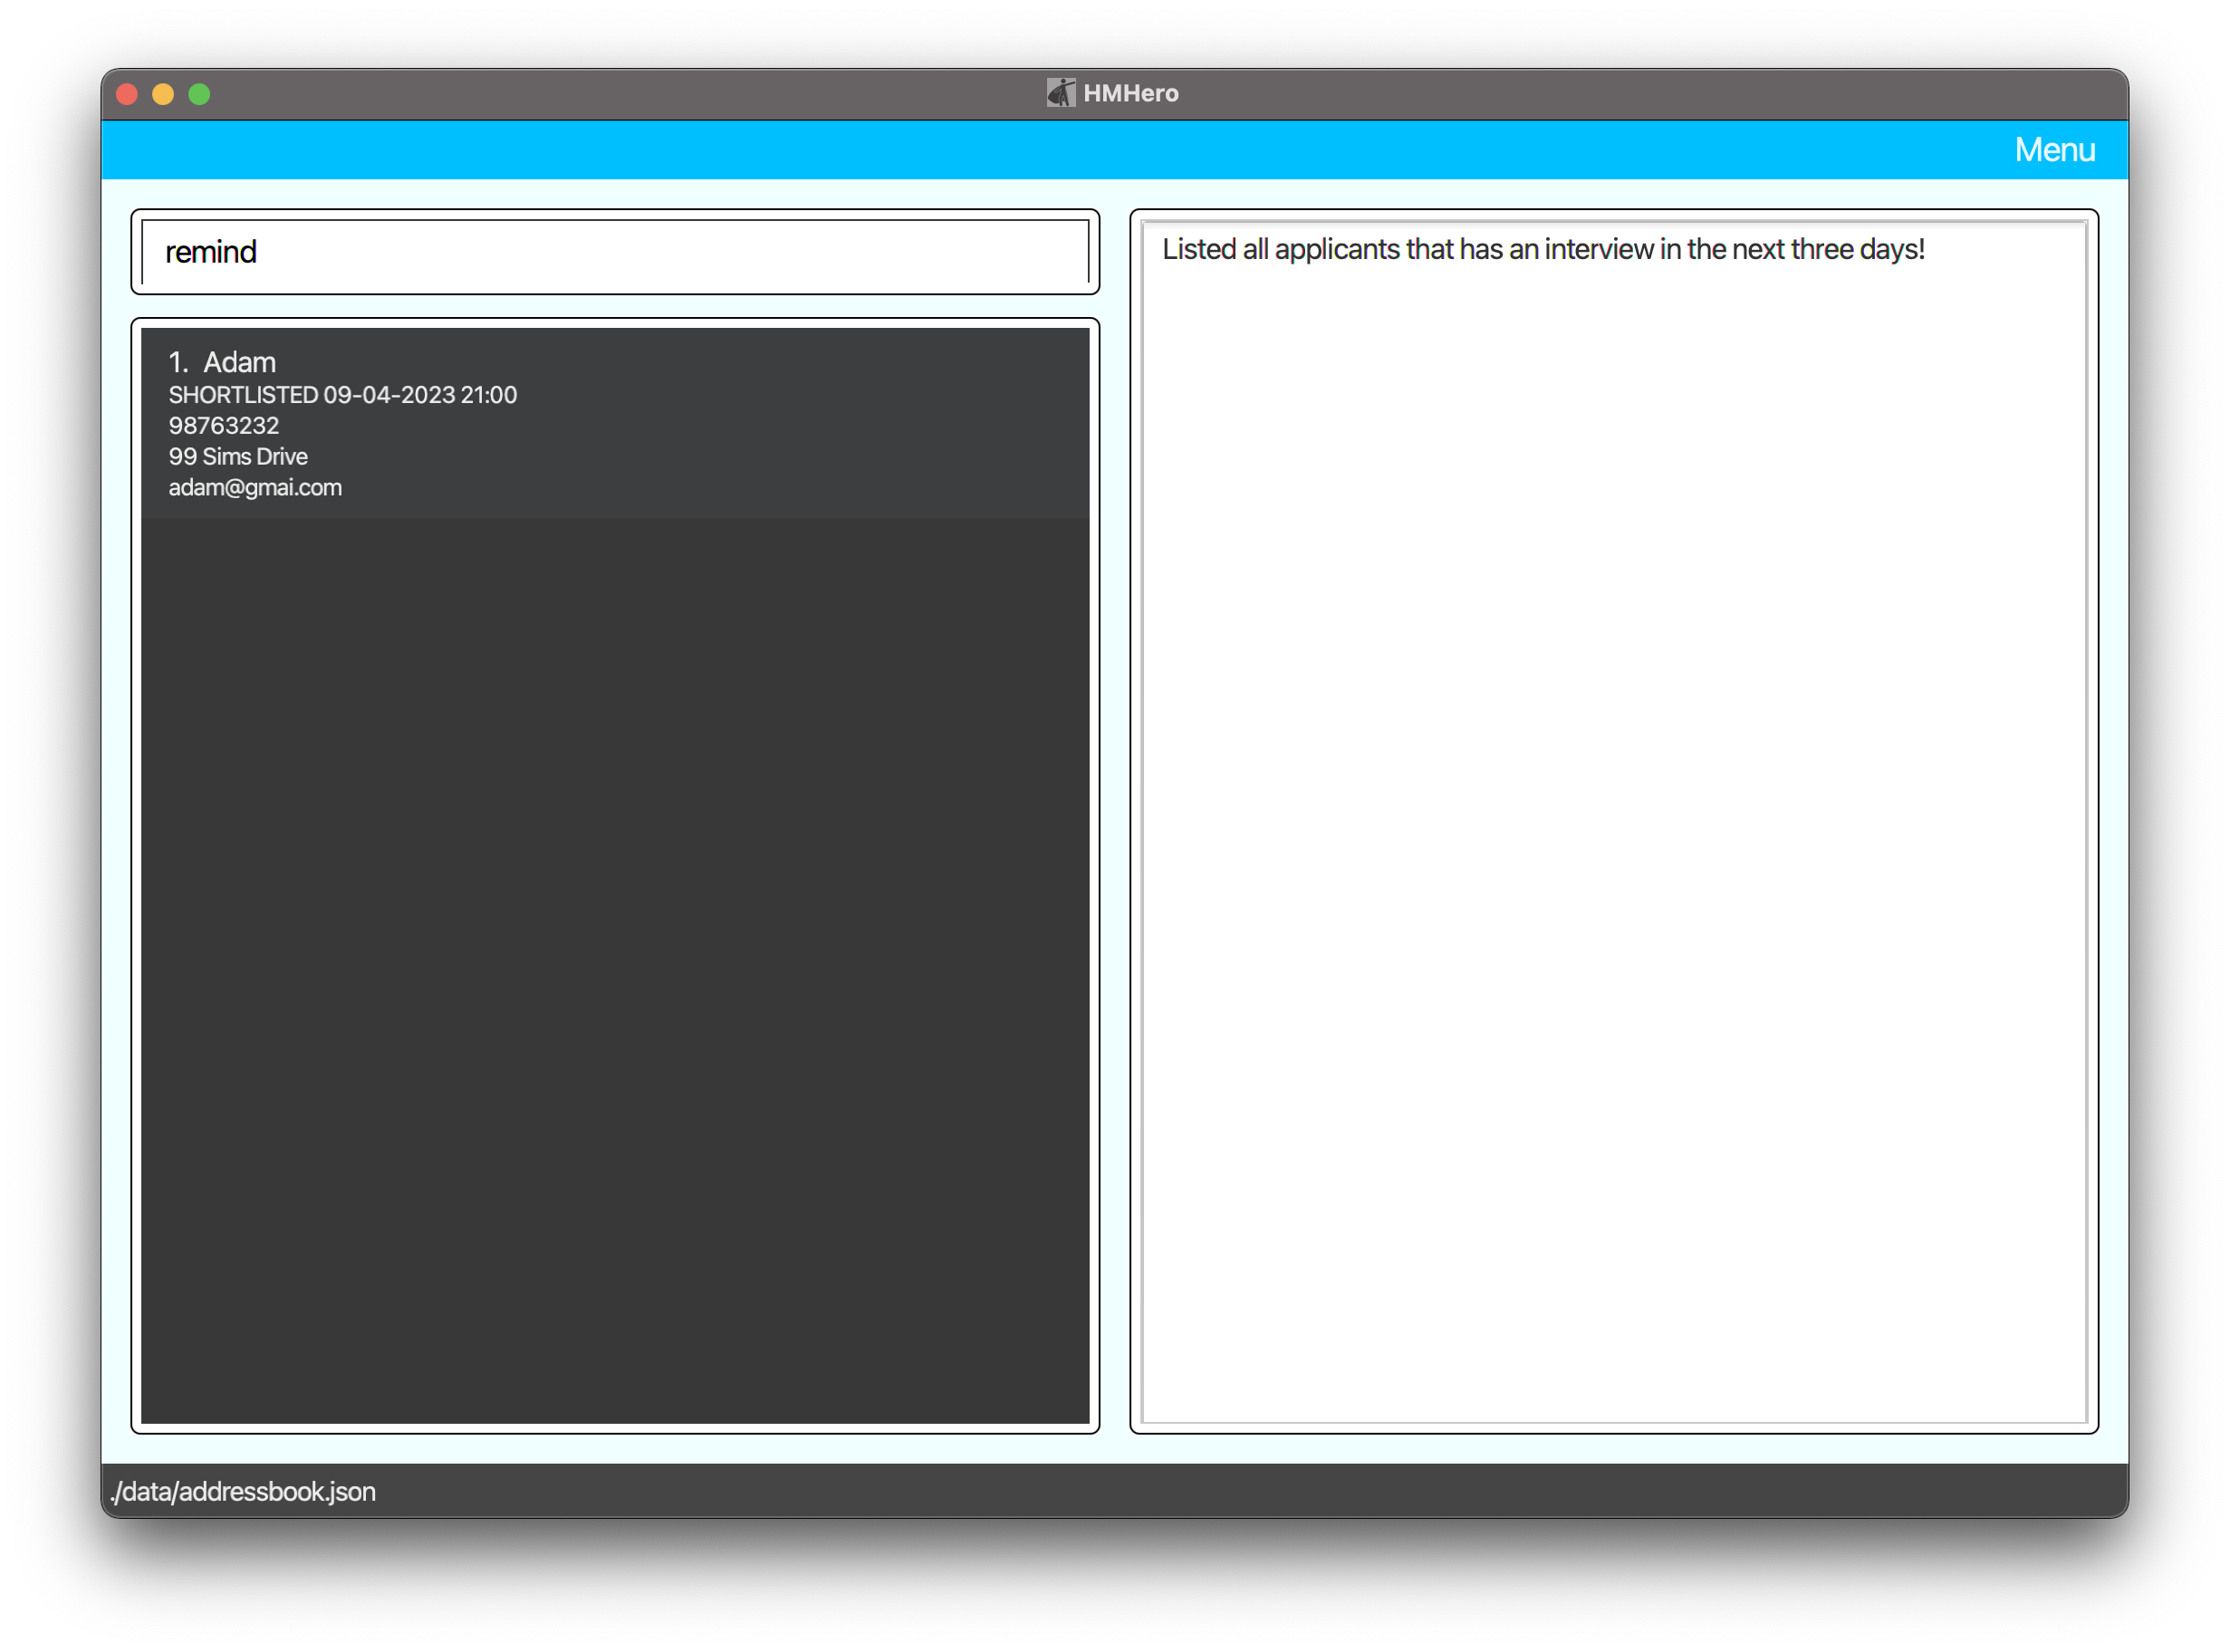 HMHero
Menu
remind
Listed all applicants that has an interview in the next three days!
1. Adam
SHORTLISTED 09-04-2023 21:00
98763232
99 Sims Drive
adam@gmai.com
./data/addressbook.json